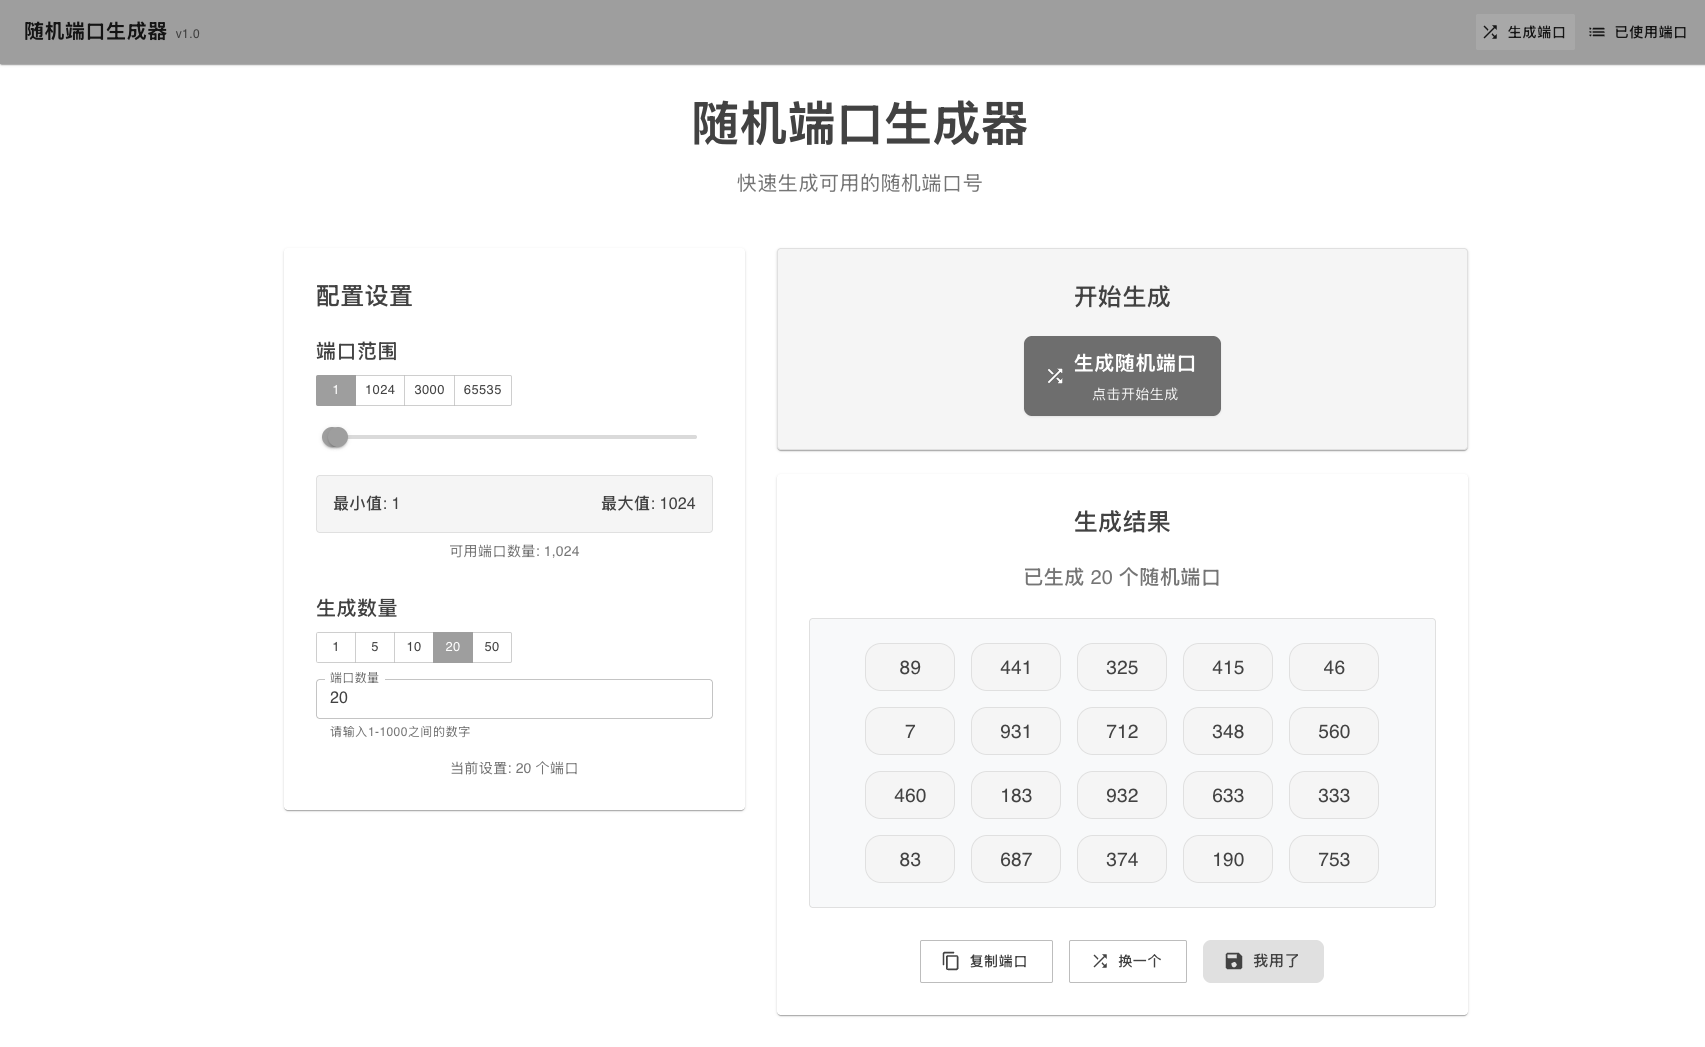 随机端口生成器 v1.0
生成端口
已使用端口
随机端口生成器
快速生成可用的随机端口号
配置设置
端口范围
1 1024 3000 65535
最小值: 1 最大值: 1024
可用端口数量: 1,024
生成数量
1 5 10 20 50
端口数量
20
请输入1-1000之间的数字
当前设置: 20 个端口
开始生成
生成随机端口
点击开始生成
生成结果
已生成 20 个随机端口
89 441 325 415 46
7 931 712 348 560
460 183 932 633 333
83 687 374 190 753
复制端口 换一个 我用了